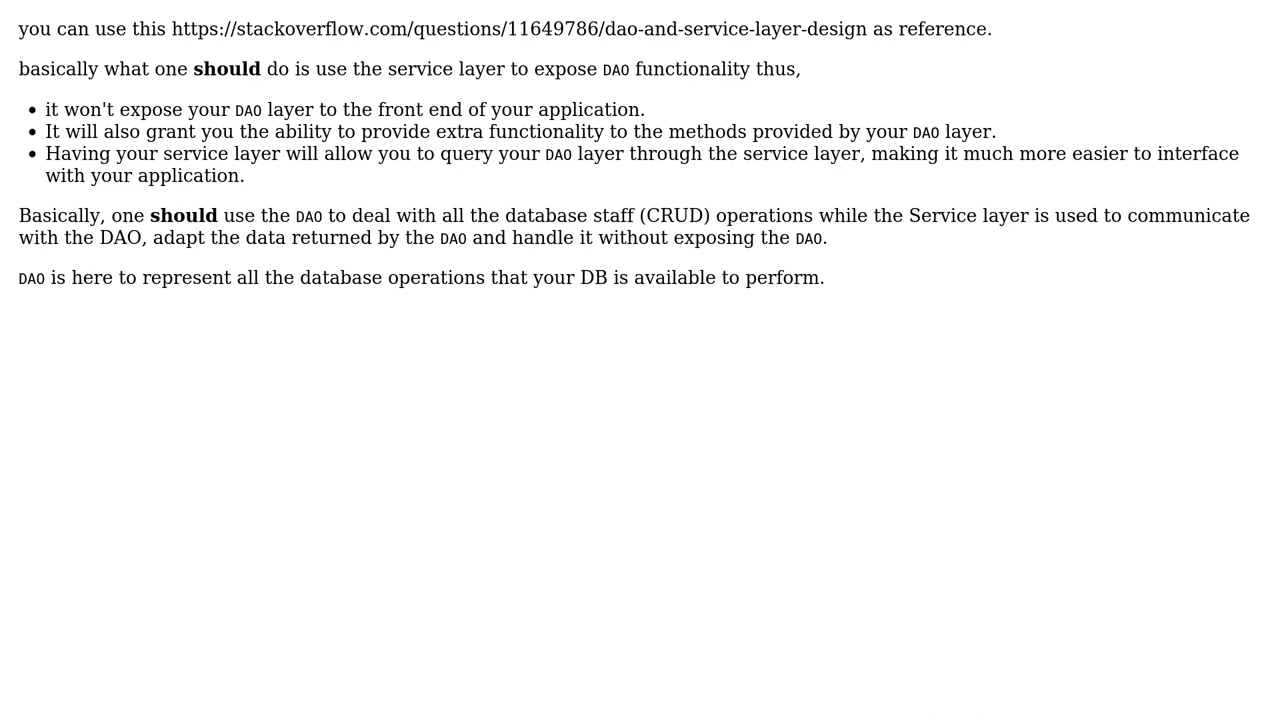 you can use this https://stackoverflow.com/questions/11649786/dao-and-service-layer-design as reference.
basically what one should do is use the service layer to expose DAO functionality thus,
• it won't expose your DAO layer to the front end of your application.
• It will also grant you the ability to provide extra functionality to the methods provided by your DAO layer.
• Having your service layer will allow you to query your DAO layer through the service layer, making it much more easier to interface
with your application.
Basically, one should use the DAO to deal with all the database staff (CRUD) operations while the Service layer is used to communicate
with the DAO, adapt the data returned by the DAO and handle it without exposing the DAO.
DAO is here to represent all the database operations that your DB is available to perform.